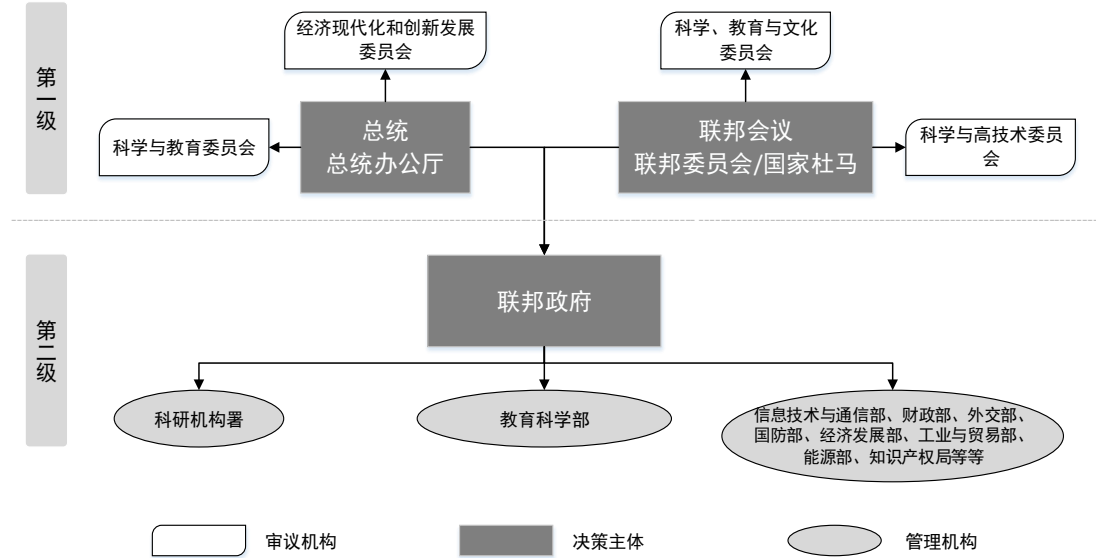 第一级
经济现代化和创新发展
委员会
科学、教育与文化
委员会
科学与教育委员会
总统
总统办公厅
联邦会议
联邦委员会/国家杜马
科学与高技术委员
会
第二级
联邦政府
科研机构署
教育科学部
信息技术与通信部、财政部、外交部、
国防部、经济发展部、工业与贸易部、
能源部、知识产权局等等
审议机构
决策主体
管理机构